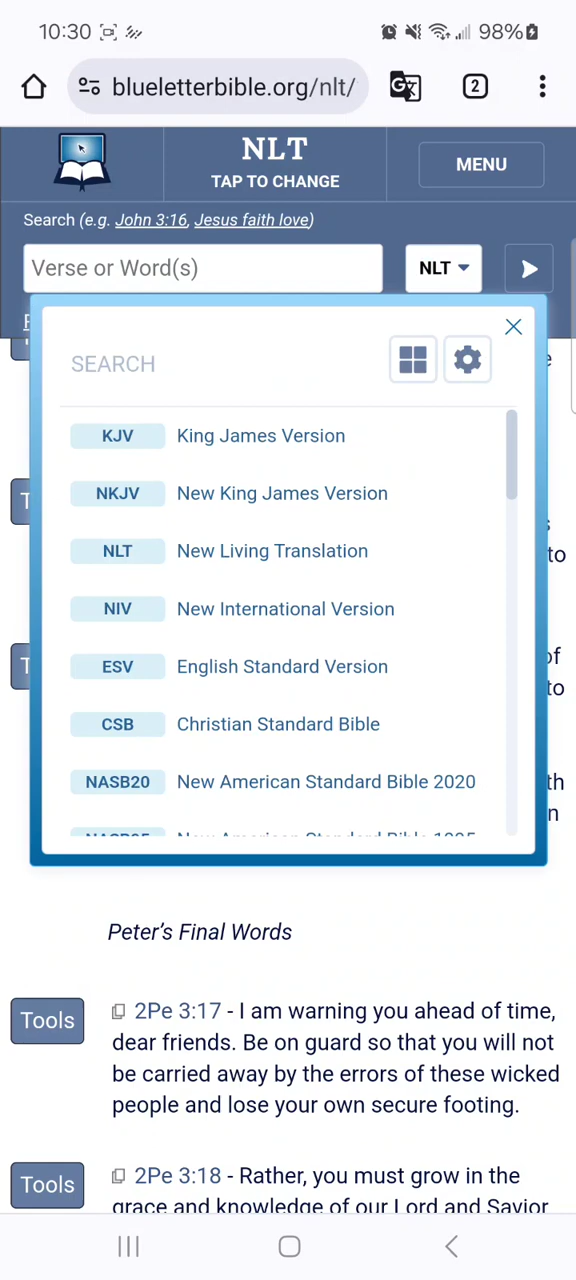 10:30
98%
blueletterbible.org/nlt/
2
NLT
TAP TO CHANGE
MENU
Search (e.g. John 3:16, Jesus faith love)
Verse or Word(s)
NLT
SEARCH
KJV King James Version
NKJV New King James Version
NLT New Living Translation
NIV New International Version
ESV English Standard Version
CSB Christian Standard Bible
NASB20 New American Standard Bible 2020
to
of
to
th
n
Peter's Final Words
Tools
2Pe 3:17 - I am warning you ahead of time,
dear friends. Be on guard so that you will not
be carried away by the errors of these wicked
people and lose your own secure footing.
Tools
2Pe 3:18 - Rather, you must grow in the
grace and knowledge of our Lord and Savior